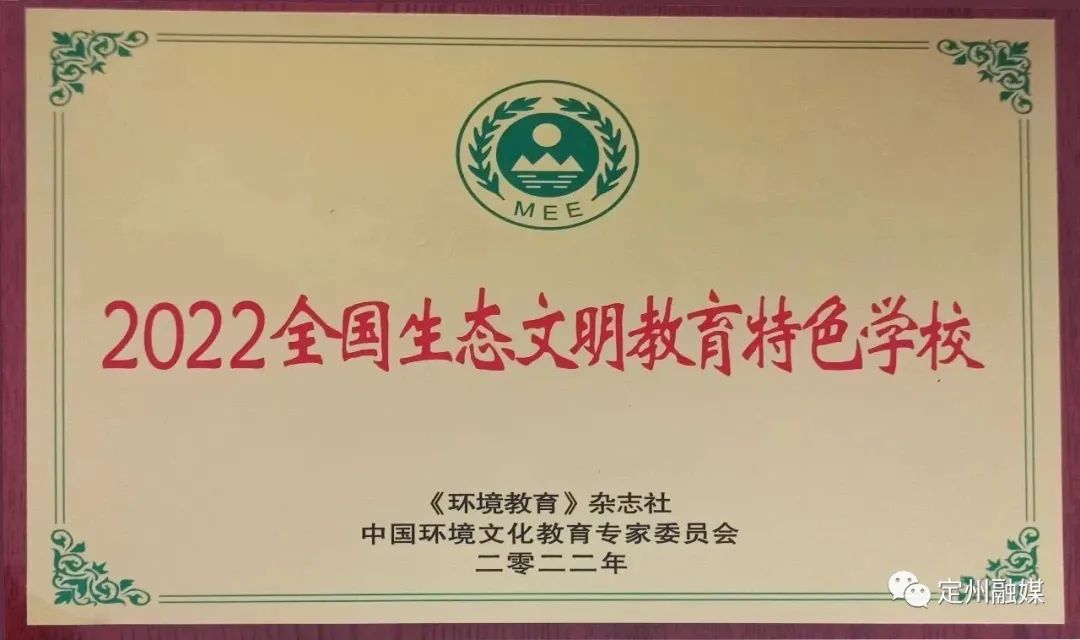 MEE
2022全国生态文明教育特色学校
《环境教育》杂志社
中国环境文化教育专家委员会
二零二二年
定州融媒